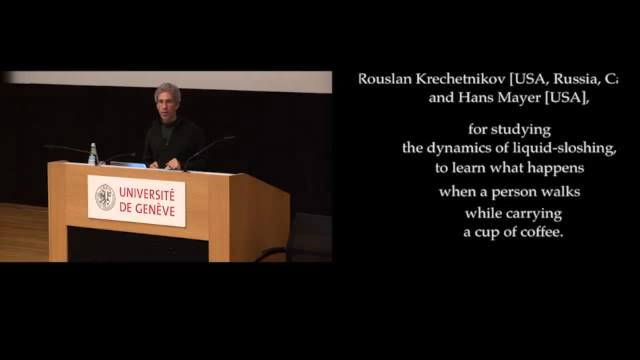 Rouslan Krechetnikov [USA, Russia, Ca
and Hans Mayer [USA],
for studying
the dynamics of liquid-sloshing,
to learn what happens
when a person walks
while carrying
a cup of coffee.
UNIVERSITÉ
DE GENÈVE